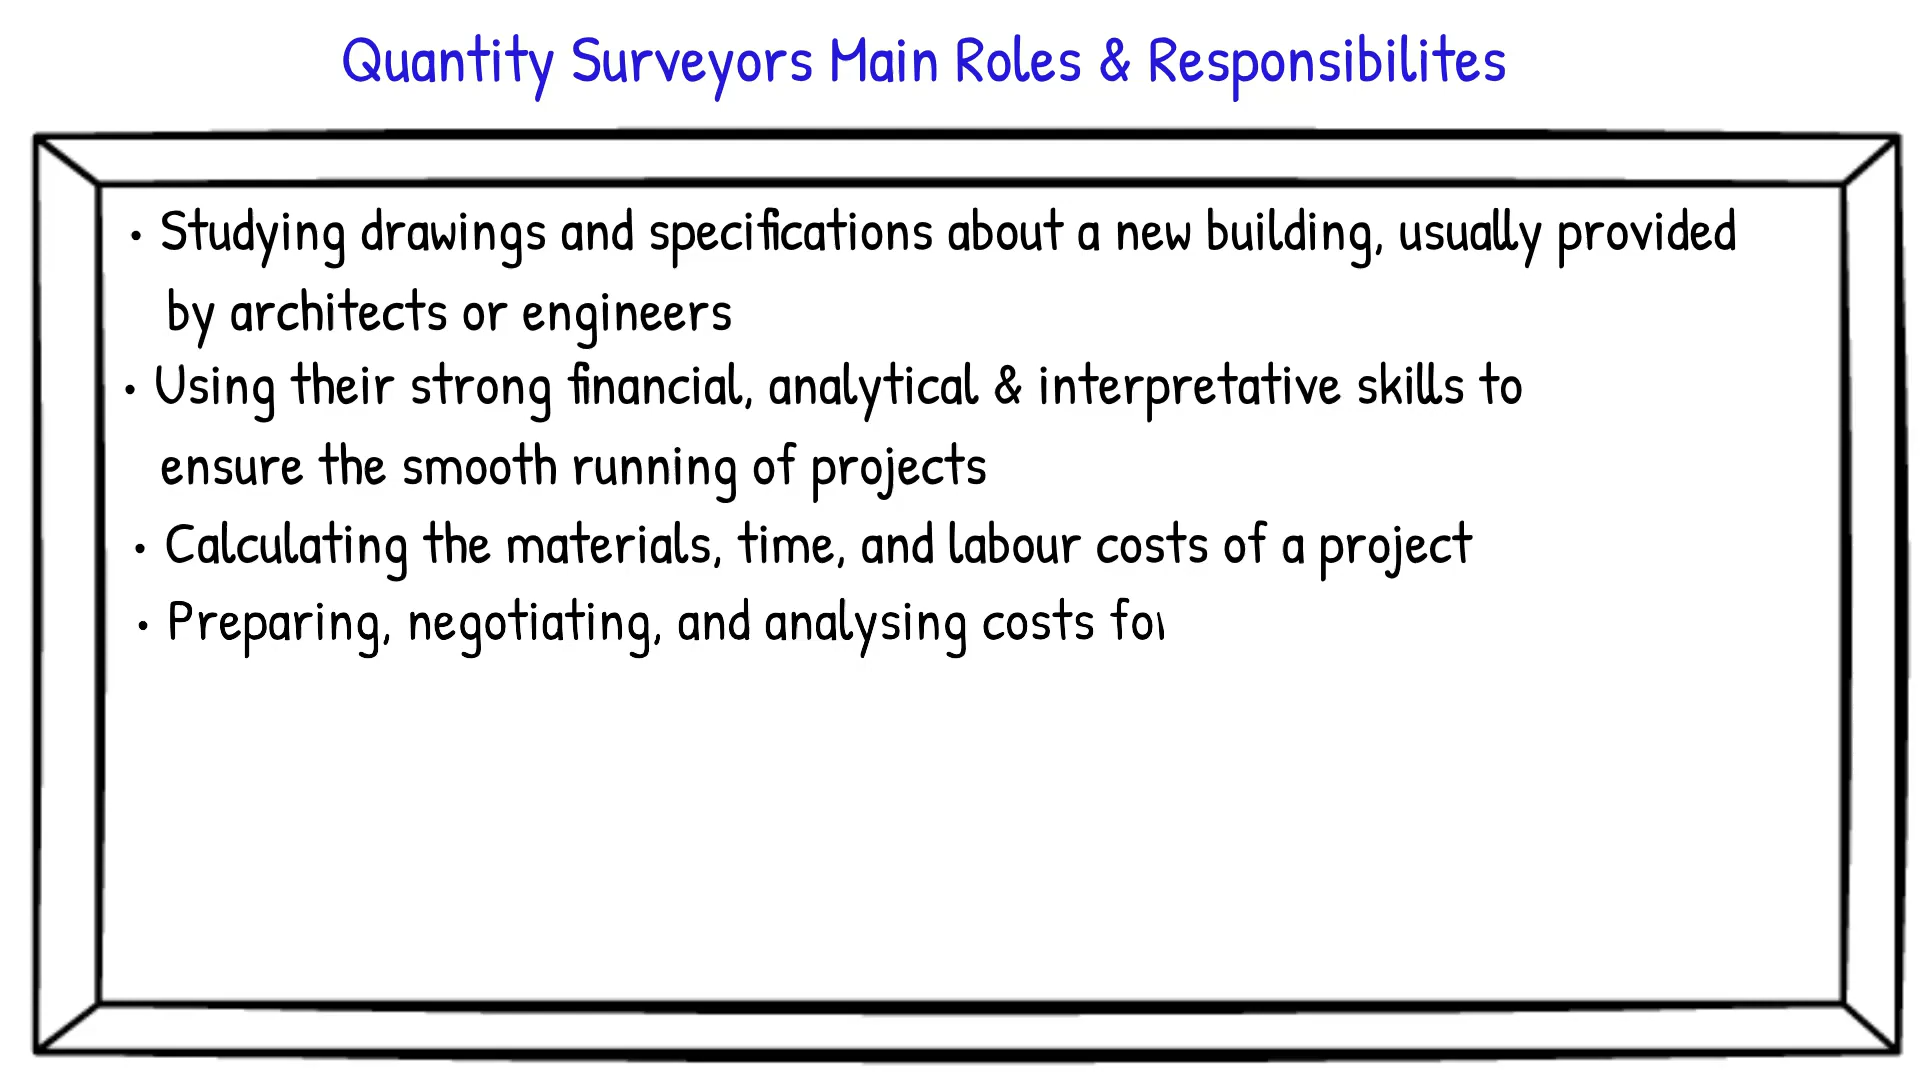 Quantity Surveyors Main Roles & Responsibilites
• Studying drawings and specifications about a new building, usually provided
by architects or engineers
• Using their strong financial, analytical & interpretative skills to
ensure the smooth running of projects
• Calculating the materials, time, and labour costs of a project
• Preparing, negotiating, and analysing costs